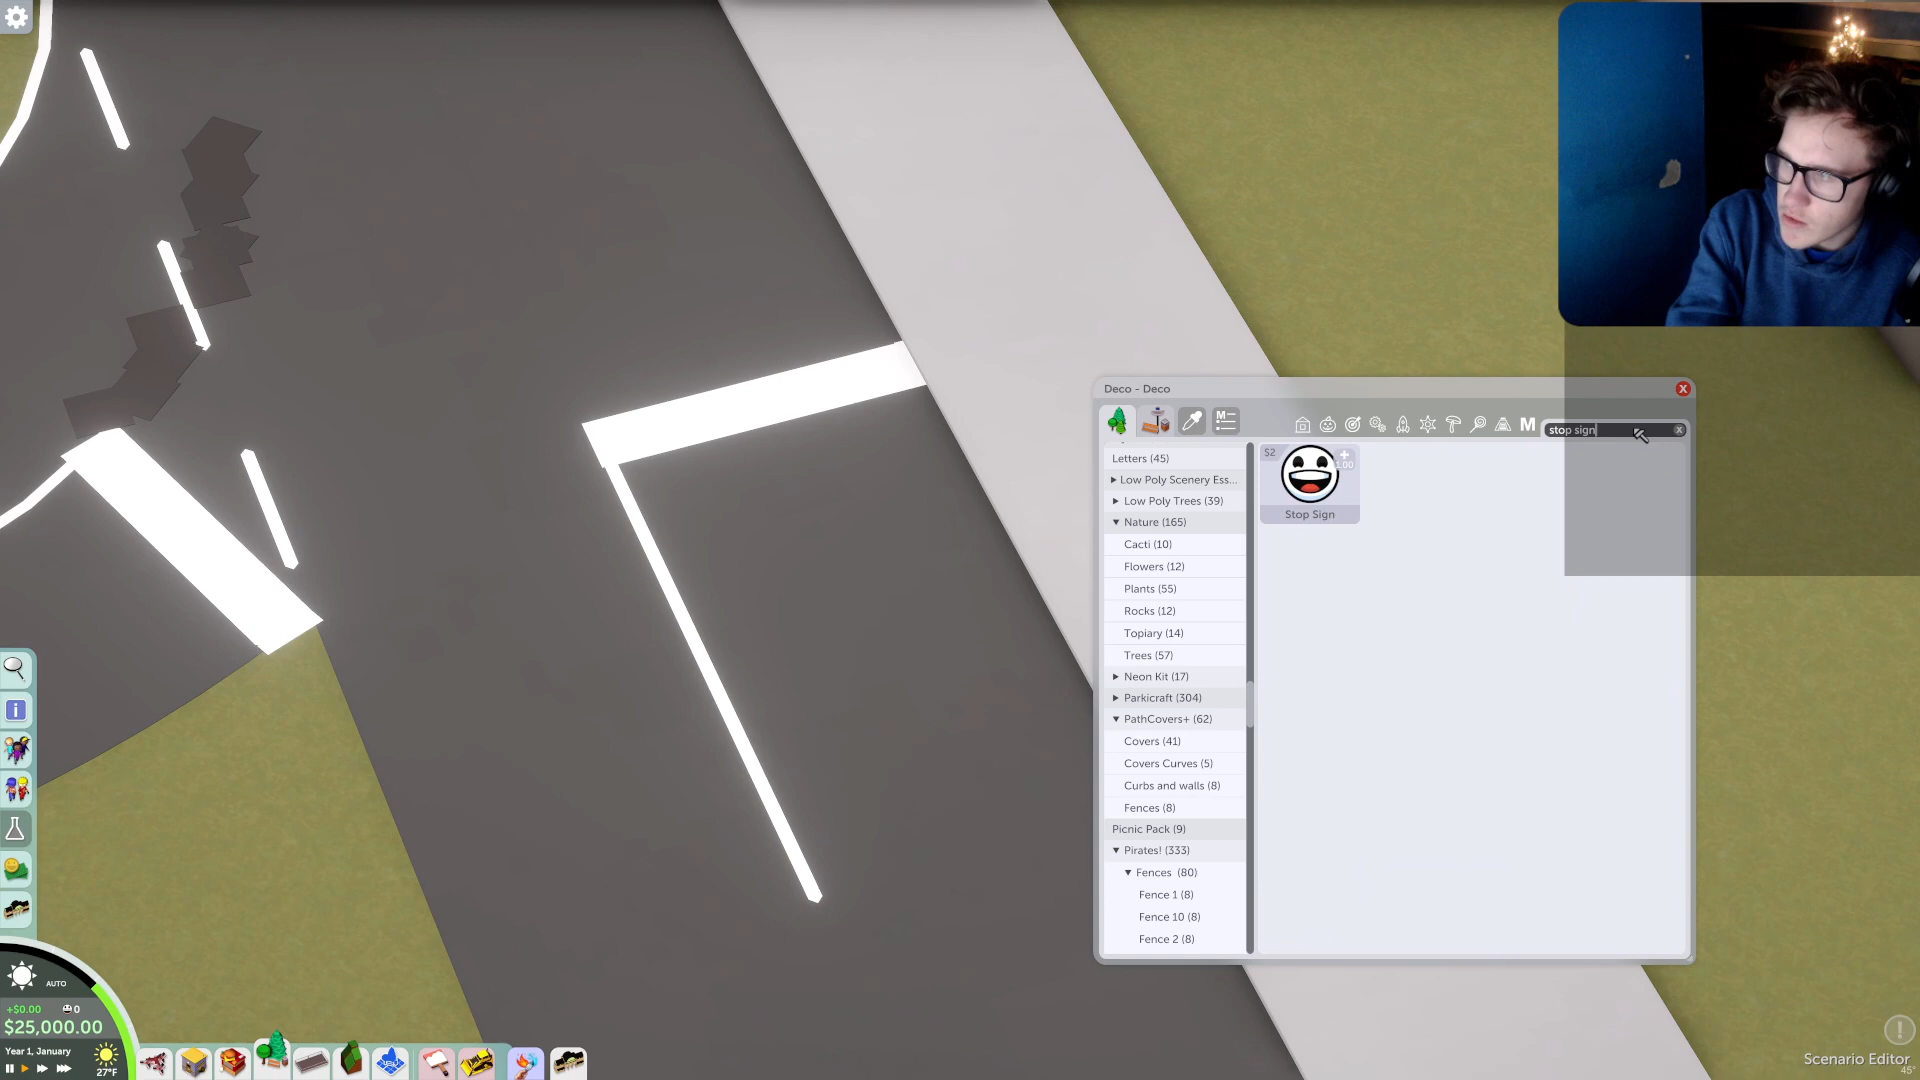 Deco - Deco
M
M
stop sign
Letters (45)
Low Poly Scenery Ess...
Low Poly Trees (39)
Nature (165)
Cacti (10)
Flowers (12)
Plants (55)
Rocks (12)
Topiary (14)
Trees (57)
Neon Kit (17)
Parkicraft (304)
PathCovers+ (62)
Covers (41)
Covers Curves (5)
Curbs and walls (8)
Fences (8)
Picnic Pack (9)
Pirates! (333)
Fences (80)
Fence 1 (8)
Fence 10 (8)
Fence 2 (8)
S2
1.00
Stop Sign
AUTO
+$0.00 0
$25,000.00
Year 1, January
27°F
Scenario Editor
45°